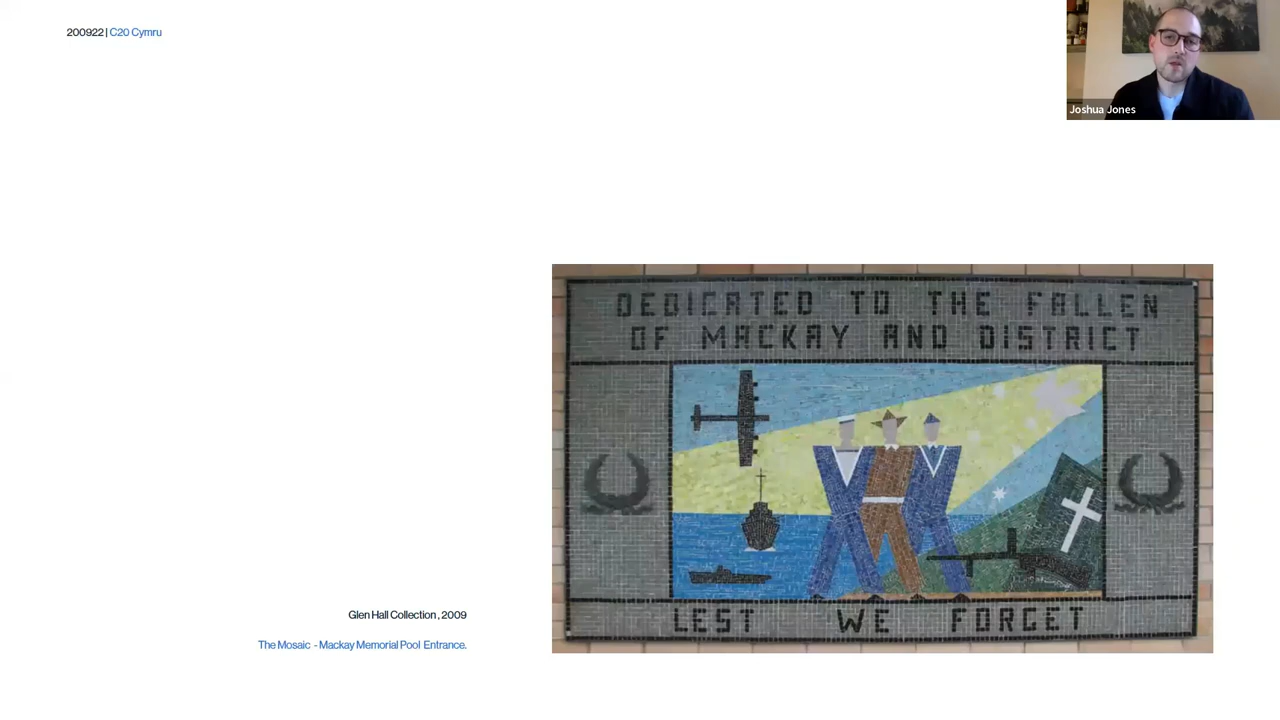 200922 | C20 Cymru
Joshua Jones
DEDICATED TO THE FALLEN
OF MACKAY AND DISTRICT
LEST WE FORGET
Glen Hall Collection , 2009
The Mosaic - Mackay Memorial Pool Entrance.